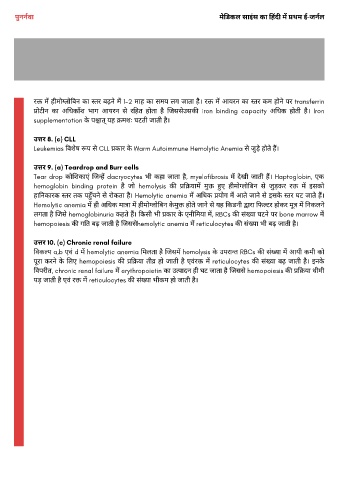 पुनर्नवा
मेडिकल साइंस का हिंदी में प्रथम ई-जर्नल
रक्त में हीमोग्लोबिन का स्तर बढ़ने में 1-2 माह का समय लग जाता है। रक्त में आयरन का स्तर कम होने पर transferrin
प्रोटीन का अधिकाँश भाग आयरन से रहित होता है जिससेउसकी Iron binding capacity अधिक होती है। Iron
supplementation के पश्चात् यह क्रमशः घटती जाती है।
उत्तर 8. (c) CLL
Leukemias विशेष रूप से CLL प्रकार के Warm Autoimmune Hemolytic Anemia से जुड़े होते हैं।
उत्तर 9. (a) Teardrop and Burr cells
Tear drop कोशिकाएं जिन्हें dacryocytes भी कहा जाता है, myelofibrosis में देखी जाती हैं। Haptoglobin, एक
hemoglobin binding protein है जो hemolysis की प्रक्रियामें मुक्त हुए हीमोग्लोबिन से जुड़कर रक्त में इसको
हानिकारक स्तर तक पहुँचने से रोकता है। Hemolytic anemia में अधिक प्रयोग में आते जाने से इसके स्तर घट जाते हैं।
Hemolytic anemia में ही अधिक मात्रा में हीमोग्लोबिन केमुक्त होते जाने से वह किडनी द्वारा फिल्टर होकर मूत्र में निकलने
लगता है जिसे hemoglobinuria कहते हैं। किसी भी प्रकार के एनीमिया में, RBCs की संख्या घटने पर bone marrow में
hemopoiesis की गति बढ़ जाती है जिससेhemolytic anemia में reticulocytes की संख्या भी बढ़ जाती है।
उत्तर 10. (c) Chronic renal failure
विकल्प a,b एवं d में hemolytic anemia मिलता है जिसमें hemolysis के उपरान्त RBCs की संख्या में आयी कमी को
पूरा करने के लिए hemopoiesis की प्रक्रिया तीव्र हो जाती है एवंरक्त में reticulocytes की संख्या बढ़ जाती है। इनके
विपरीत, chronic renal failure में erythropoietin का उत्पादन ही घट जाता है जिससे hemopoiesis की प्रक्रिया धीमी
पड़ जाती है एवं रक्त में reticulocytes की संख्या भीकम हो जाती है।